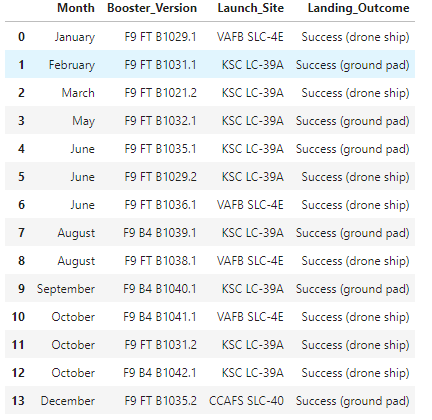 Month Booster_Version Launch_Site Landing_Outcome
0 January F9 FT B1029.1 VAFB SLC-4E Success (drone ship)
1 February F9 FT B1031.1 KSC LC-39A Success (ground pad)
2 March F9 FT B1021.2 KSC LC-39A Success (drone ship)
3 May F9 FT B1032.1 KSC LC-39A Success (ground pad)
4 June F9 FT B1035.1 KSC LC-39A Success (ground pad)
5 June F9 FT B1029.2 KSC LC-39A Success (drone ship)
6 June F9 FT B1036.1 VAFB SLC-4E Success (drone ship)
7 August F9 B4 B1039.1 KSC LC-39A Success (ground pad)
8 August F9 FT B1038.1 VAFB SLC-4E Success (drone ship)
9 September F9 B4 B1040.1 KSC LC-39A Success (ground pad)
10 October F9 B4 B1041.1 VAFB SLC-4E Success (drone ship)
11 October F9 FT B1031.2 KSC LC-39A Success (drone ship)
12 October F9 B4 B1042.1 KSC LC-39A Success (drone ship)
13 December F9 FT B1035.2 CCAFS SLC-40 Success (ground pad)